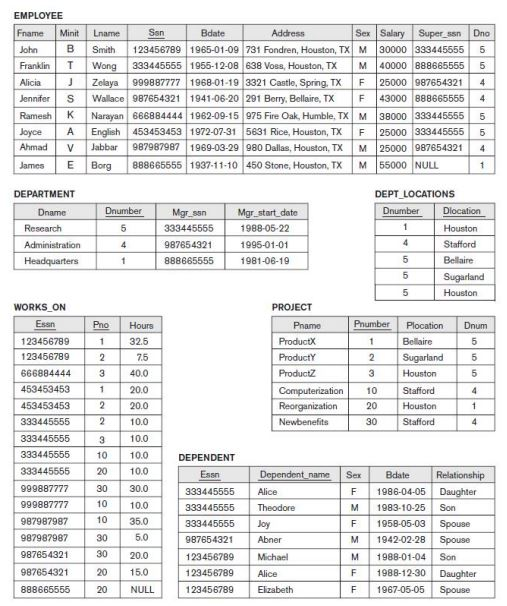 EMPLOYEE
Fname Minit Lname Ssn Bdate Address Sex Salary Super_ssn Dno
John B Smith 123456789 1965-01-09 731 Fondren, Houston, TX M 30000 333445555 5
Franklin T Wong 333445555 1955-12-08 638 Voss, Houston, TX M 40000 888665555 5
Alicia J Zelaya 999887777 1968-01-19 3321 Castle, Spring, TX F 25000 987654321 4
Jennifer S Wallace 987654321 1941-06-20 291 Berry, Bellaire, TX F 43000 888665555 4
Ramesh K Narayan 666884444 1962-09-15 975 Fire Oak, Humble, TX M 38000 333445555 5
Joyce A English 453453453 1972-07-31 5631 Rice, Houston, TX F 25000 333445555 5
Ahmad V Jabbar 987987987 1969-03-29 980 Dallas, Houston, TX M 25000 987654321 4
James E Borg 888665555 1937-11-10 450 Stone, Houston, TX M 55000 NULL 1
DEPARTMENT
Dname Dnumber Mgr_ssn Mgr_start_date
Research 5 333445555 1988-05-22
Administration 4 987654321 1995-01-01
Headquarters 1 888665555 1981-06-19
DEPT_LOCATIONS
Dnumber Dlocation
1 Houston
4 Stafford
5 Bellaire
5 Sugarland
5 Houston
WORKS_ON
Essn Pno Hours
123456789 1 32.5
123456789 2 7.5
666884444 3 40.0
453453453 1 20.0
453453453 2 20.0
333445555 2 10.0
333445555 3 10.0
333445555 10 10.0
333445555 20 10.0
999887777 30 30.0
999887777 10 10.0
987987987 10 35.0
987987987 30 5.0
987654321 30 20.0
987654321 20 15.0
888665555 20 NULL
PROJECT
Pname Pnumber Plocation Dnum
ProductX 1 Bellaire 5
ProductY 2 Sugarland 5
ProductZ 3 Houston 5
Computerization 10 Stafford 4
Reorganization 20 Houston 1
Newbenefits 30 Stafford 4
DEPENDENT
Essn Dependent_name Sex Bdate Relationship
333445555 Alice F 1986-04-05 Daughter
333445555 Theodore M 1983-10-25 Son
333445555 Joy F 1958-05-03 Spouse
987654321 Abner M 1942-02-28 Spouse
123456789 Michael M 1988-01-04 Son
123456789 Alice F 1988-12-30 Daughter
123456789 Elizabeth F 1967-05-05 Spouse